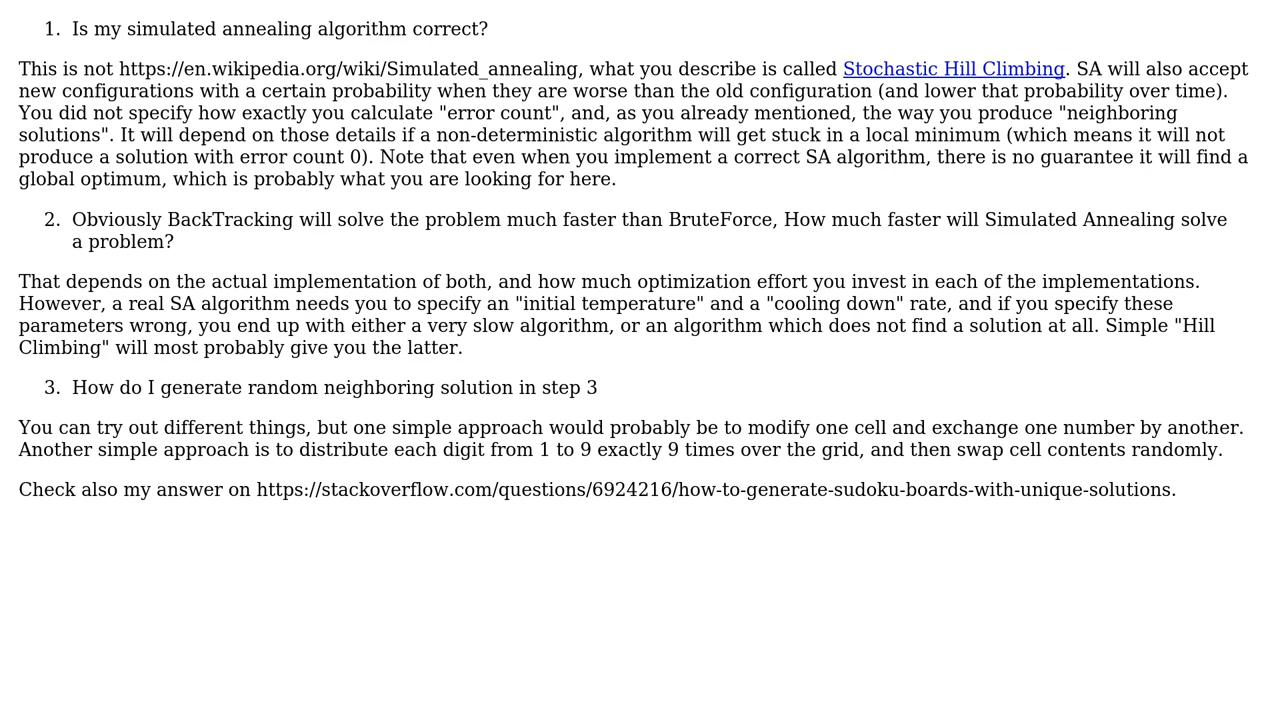 1. Is my simulated annealing algorithm correct?
This is not https://en.wikipedia.org/wiki/Simulated_annealing, what you describe is called Stochastic Hill Climbing. SA will also accept
new configurations with a certain probability when they are worse than the old configuration (and lower that probability over time).
You did not specify how exactly you calculate "error count", and, as you already mentioned, the way you produce "neighboring
solutions". It will depend on those details if a non-deterministic algorithm will get stuck in a local minimum (which means it will not
produce a solution with error count 0). Note that even when you implement a correct SA algorithm, there is no guarantee it will find a
global optimum, which is probably what you are looking for here.
2. Obviously BackTracking will solve the problem much faster than BruteForce, How much faster will Simulated Annealing solve
a problem?
That depends on the actual implementation of both, and how much optimization effort you invest in each of the implementations.
However, a real SA algorithm needs you to specify an "initial temperature" and a "cooling down" rate, and if you specify these
parameters wrong, you end up with either a very slow algorithm, or an algorithm which does not find a solution at all. Simple "Hill
Climbing" will most probably give you the latter.
3. How do I generate random neighboring solution in step 3
You can try out different things, but one simple approach would probably be to modify one cell and exchange one number by another.
Another simple approach is to distribute each digit from 1 to 9 exactly 9 times over the grid, and then swap cell contents randomly.
Check also my answer on https://stackoverflow.com/questions/6924216/how-to-generate-sudoku-boards-with-unique-solutions.